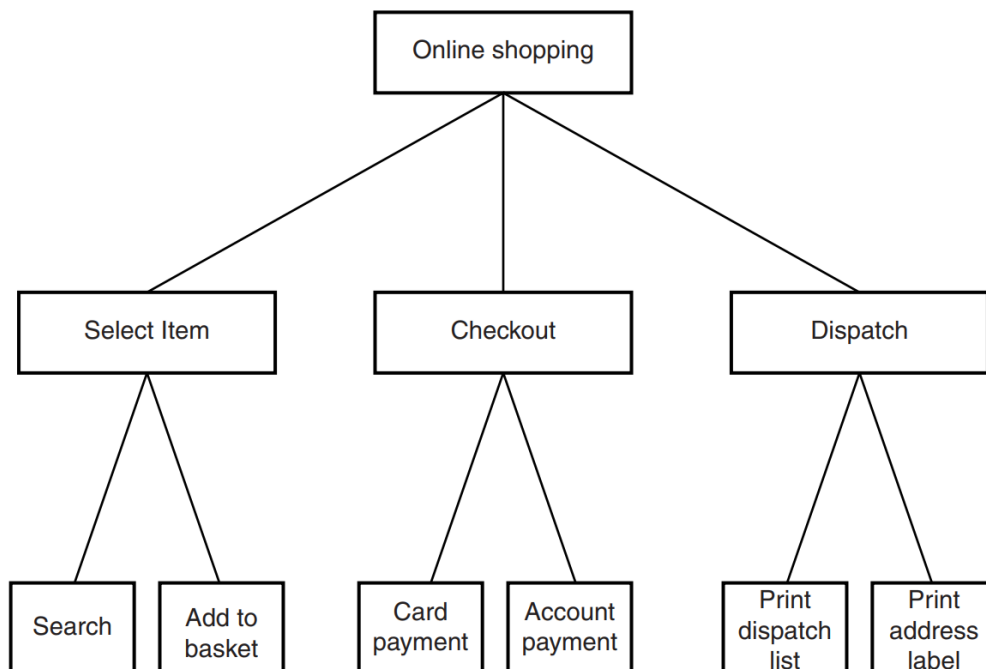 Online shopping
Select Item
Checkout
Dispatch
Search
Add to
basket
Card
payment
Account
payment
Print
dispatch
list
Print
address
label